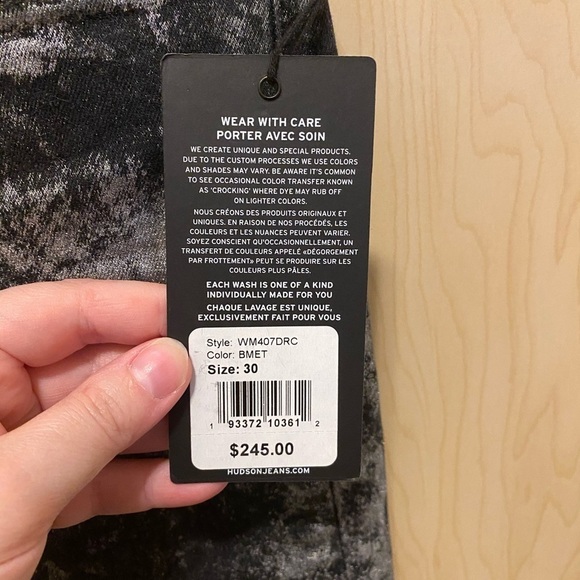 WEAR WITH CARE
PORTER AVEC SOIN
WE CREATE UNIQUE AND SPECIAL PRODUCTS.
DUE TO THE CUSTOM PROCESSES WE USE COLORS
AND SHADES MAY VARY. BE AWARE IT'S COMMON
TO SEE OCCASIONAL COLOR TRANSFER KNOWN
AS 'CROCKING' WHERE DYE MAY RUB OFF
ON LIGHTER COLORS.
NOUS CRÉONS DES PRODUITS ORIGINAUX ET
UNIQUES. EN RAISON DE NOS PROCÉDÉS, LES
COULEURS ET LES NUANCES PEUVENT VARIER.
SOYEZ CONSCIENT QU'OCCASIONNELLEMENT, UN
TRANSFERT DE COULEURS APPELÉ «DÉGORGEMENT
PAR FROTTEMENT» PEUT SE PRODUIRE SUR LES
COULEURS PLUS PÂLES.
EACH WASH IS ONE OF A KIND
INDIVIDUALLY MADE FOR YOU
CHAQUE LAVAGE EST UNIQUE,
EXCLUSIVEMENT FAIT POUR VOUS
Style: WM407DRC
Color: BMET
Size: 30
1 93372 10361 2
$245.00
HUDSONJEANS.COM